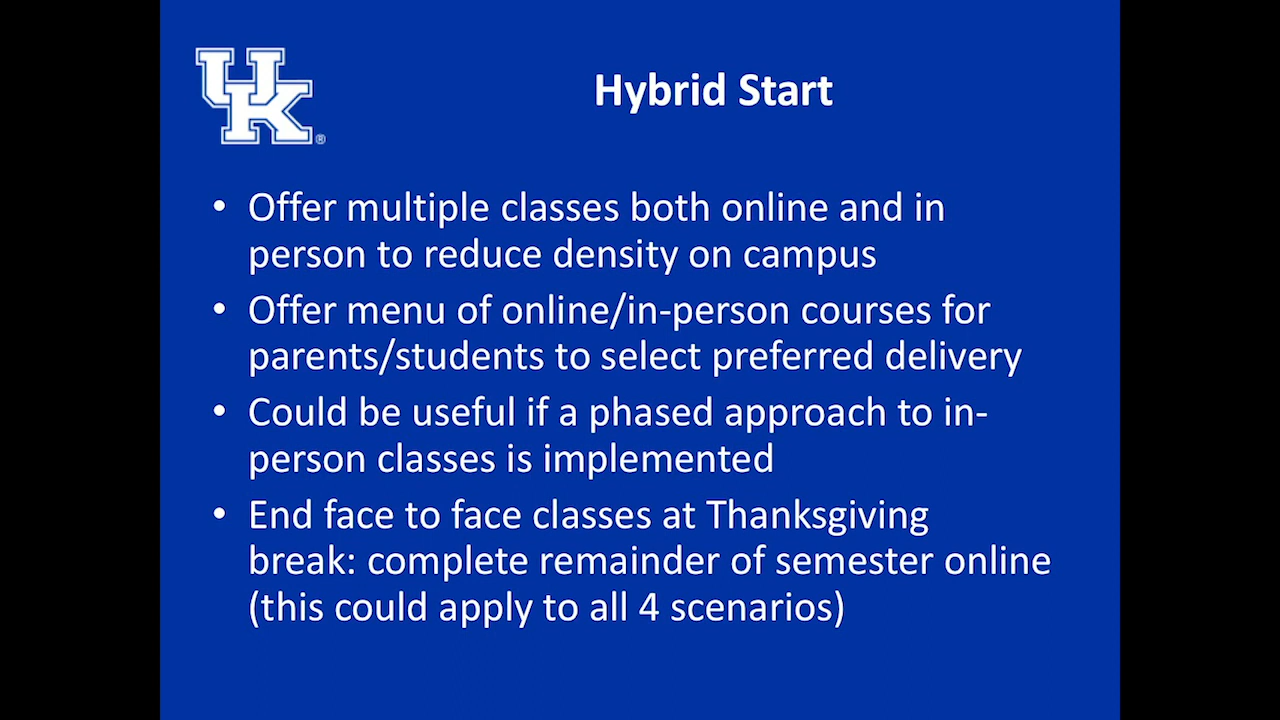 UK®
Hybrid Start
• Offer multiple classes both online and in
person to reduce density on campus
• Offer menu of online/in-person courses for
parents/students to select preferred delivery
• Could be useful if a phased approach to in-
person classes is implemented
• End face to face classes at Thanksgiving
break: complete remainder of semester online
(this could apply to all 4 scenarios)